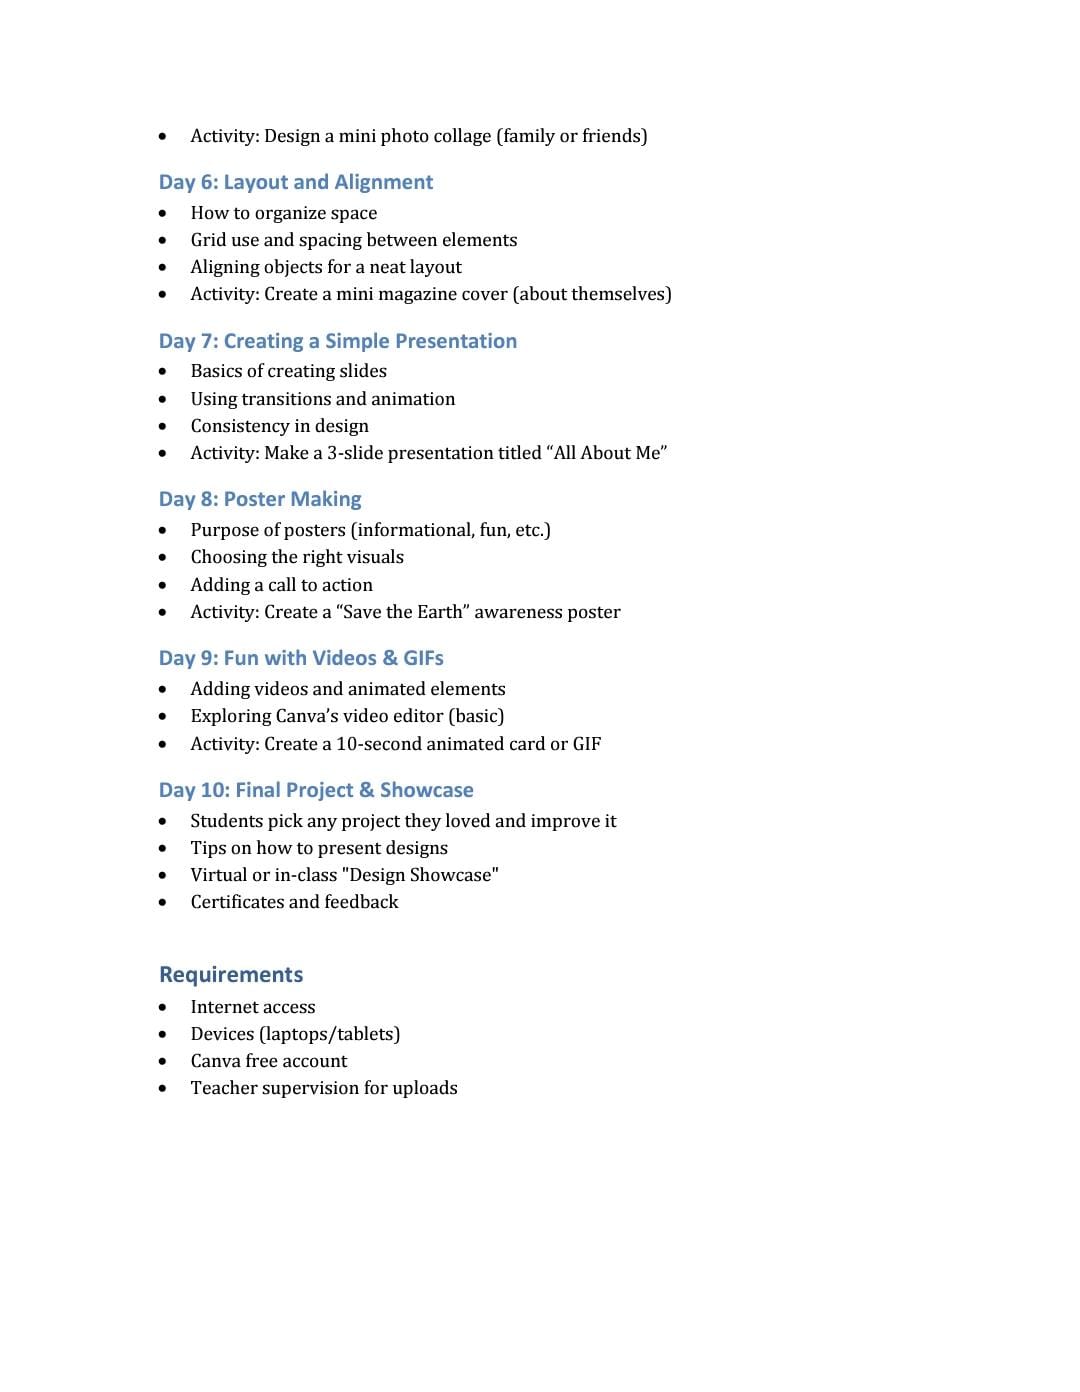 • Activity: Design a mini photo collage (family or friends)
Day 6: Layout and Alignment
• How to organize space
• Grid use and spacing between elements
• Aligning objects for a neat layout
• Activity: Create a mini magazine cover (about themselves)
Day 7: Creating a Simple Presentation
• Basics of creating slides
• Using transitions and animation
• Consistency in design
• Activity: Make a 3-slide presentation titled “All About Me”
Day 8: Poster Making
• Purpose of posters (informational, fun, etc.)
• Choosing the right visuals
• Adding a call to action
• Activity: Create a “Save the Earth” awareness poster
Day 9: Fun with Videos & GIFs
• Adding videos and animated elements
• Exploring Canva’s video editor (basic)
• Activity: Create a 10-second animated card or GIF
Day 10: Final Project & Showcase
• Students pick any project they loved and improve it
• Tips on how to present designs
• Virtual or in-class "Design Showcase"
• Certificates and feedback
Requirements
• Internet access
• Devices (laptops/tablets)
• Canva free account
• Teacher supervision for uploads